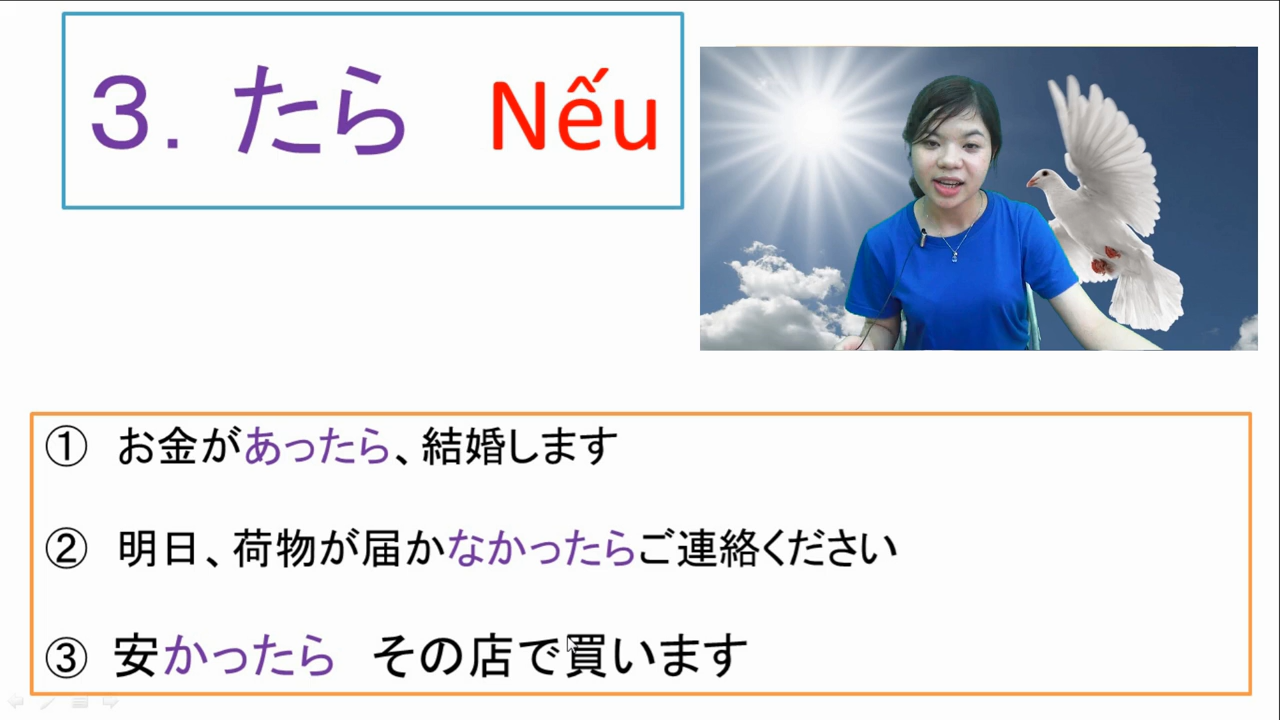 ３．たら　Nếu
①　お金があったら、結婚します
②　明日、荷物が届かなかったらご連絡ください
③　安かったら　その店で買います